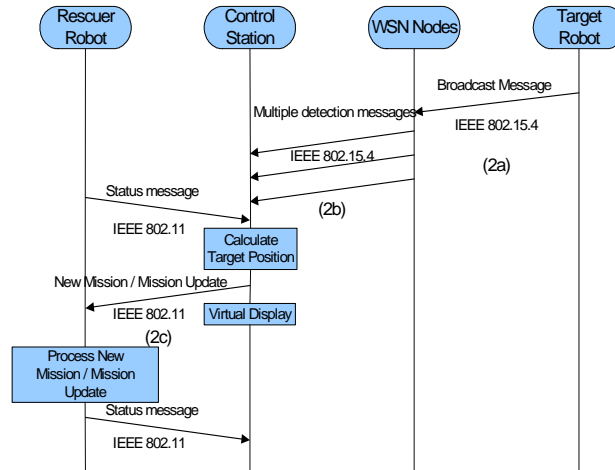 Rescuer
Robot
Control
Station
WSN Nodes
Target
Robot
Broadcast Message
Multiple detection messages
IEEE 802.15.4
IEEE 802.15.4
(2a)
Status message
(2b)
IEEE 802.11
Calculate
Target Position
New Mission / Mission Update
IEEE 802.11
Virtual Display
(2c)
Process New
Mission / Mission
Update
Status message
IEEE 802.11